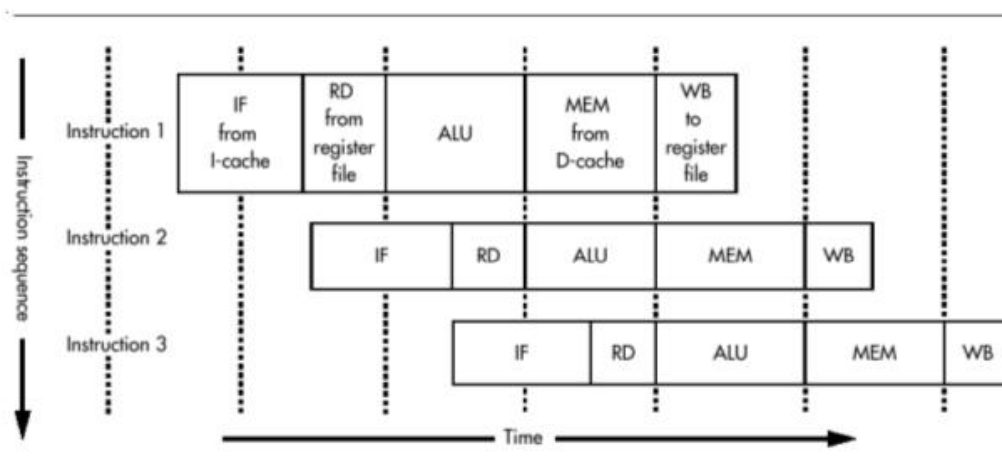 Instruction sequence
Instruction 1
IF
from
I-cache
RD
from
register
file
ALU
MEM
from
D-cache
WB
to
register
file
Instruction 2
IF
RD
ALU
MEM
WB
Instruction 3
IF
RD
ALU
MEM
WB
Time